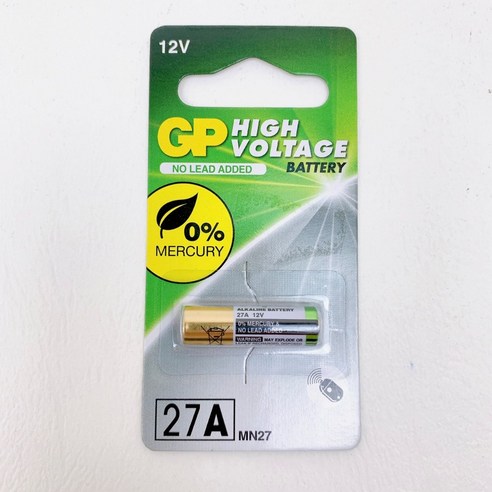 12V
GP HIGH
VOLTAGE
NO LEAD ADDED BATTERY
0%
MERCURY
ALKALINE BATTERY
27A 12V
0% MERCURY &
NO LEAD ADDED
WARNING: MAY EXPLODE OR
27A MN27